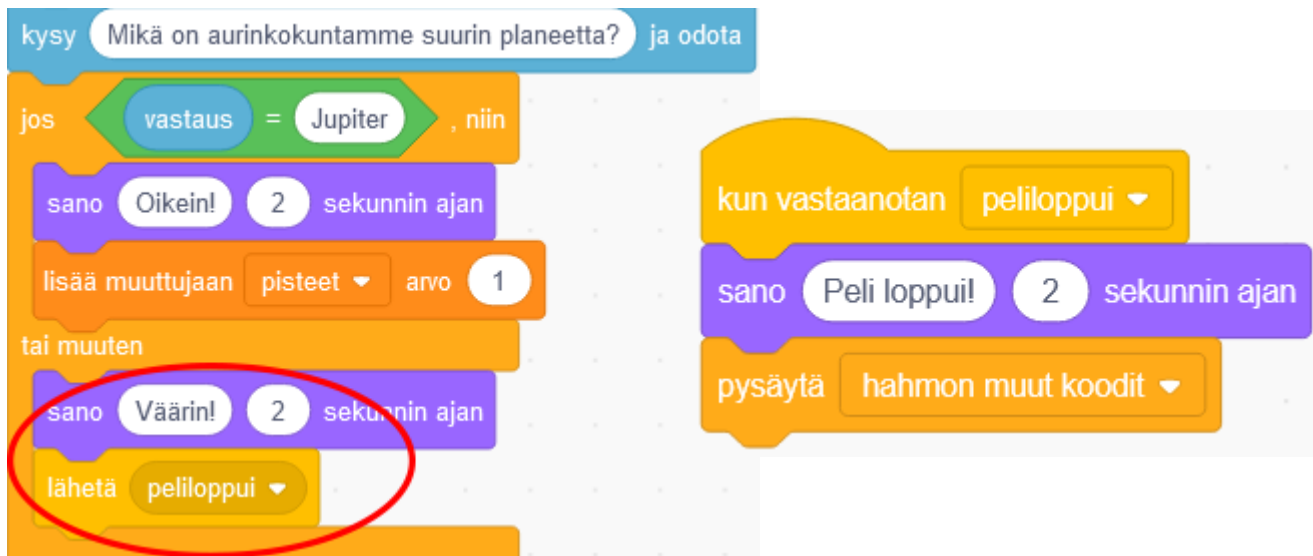 kysy Mikä on aurinkokuntamme suurin planeetta? ja odota
jos vastaus = Jupiter , niin
sano Oikein! 2 sekunnin ajan
lisää muuttujaan pisteet arvo 1
tai muuten
sano Väärin! 2 sekunnin ajan
lähetä peliloppui
kun vastaanotan peliloppui
sano Peli loppui! 2 sekunnin ajan
pysäytä hahmon muut koodit